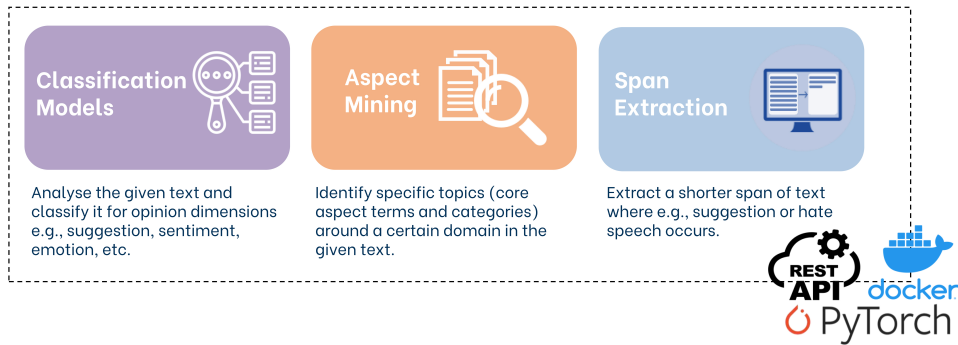 Classification
Models
Aspect
Mining
Span
Extraction
Analyse the given text and
classify it for opinion dimensions
e.g., suggestion, sentiment,
emotion, etc.
Identify specific topics (core
aspect terms and categories)
around a certain domain in the
given text.
Extract a shorter span of text
where e.g., suggestion or hate
speech occurs.
REST
API
docker
PyTorch